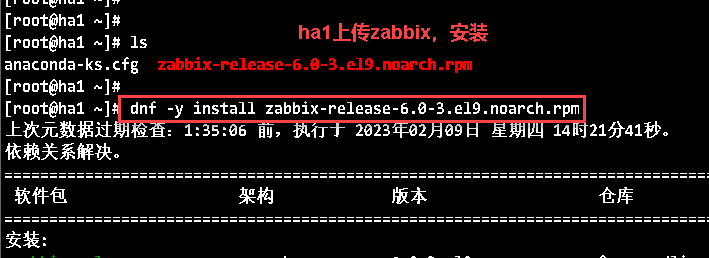 [root@ha1 ~]#
[root@ha1 ~]#
ha1上传zabbix，安装
[root@ha1 ~]# ls
anaconda-ks.cfg zabbix-release-6.0-3.el9.noarch.rpm
[root@ha1 ~]#
[root@ha1 ~]# dnf -y install zabbix-release-6.0-3.el9.noarch.rpm
上次元数据过期检查：1:35:06 前，执行于 2023年02月09日 星期四 14时21分41秒。
依赖关系解决。
================================================================
软件包 架构 版本 仓库
================================================================
安装: